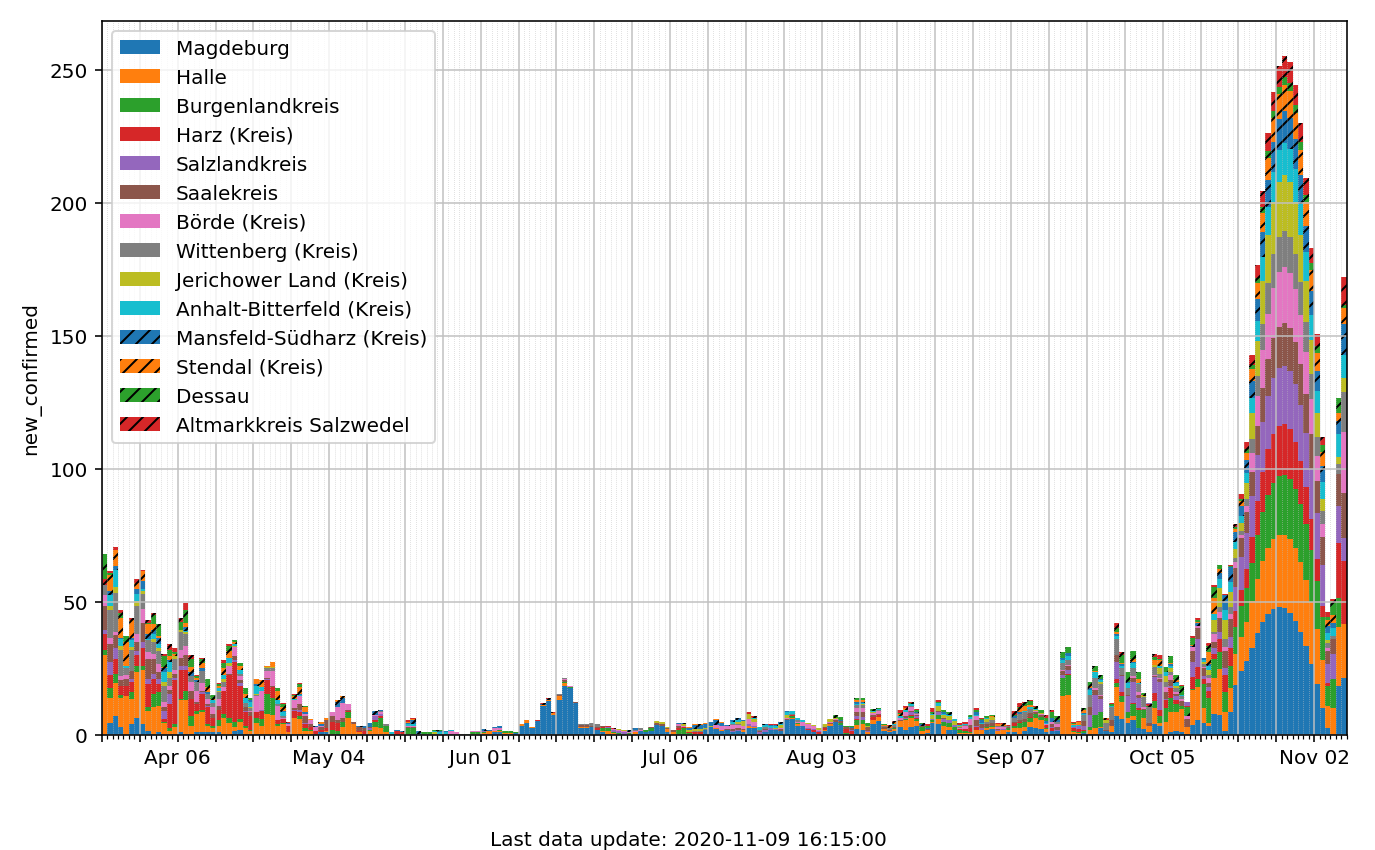 Magdeburg
Halle
Burgenlandkreis
Harz (Kreis)
Salzlandkreis
Saalekreis
Börde (Kreis)
Wittenberg (Kreis)
Jerichower Land (Kreis)
Anhalt-Bitterfeld (Kreis)
Mansfeld-Südharz (Kreis)
Stendal (Kreis)
Dessau
Altmarkkreis Salzwedel
new_confirmed
250
200
150
100
50
0
Apr 06 May 04 Jun 01 Jul 06 Aug 03 Sep 07 Oct 05 Nov 02
Last data update: 2020-11-09 16:15:00